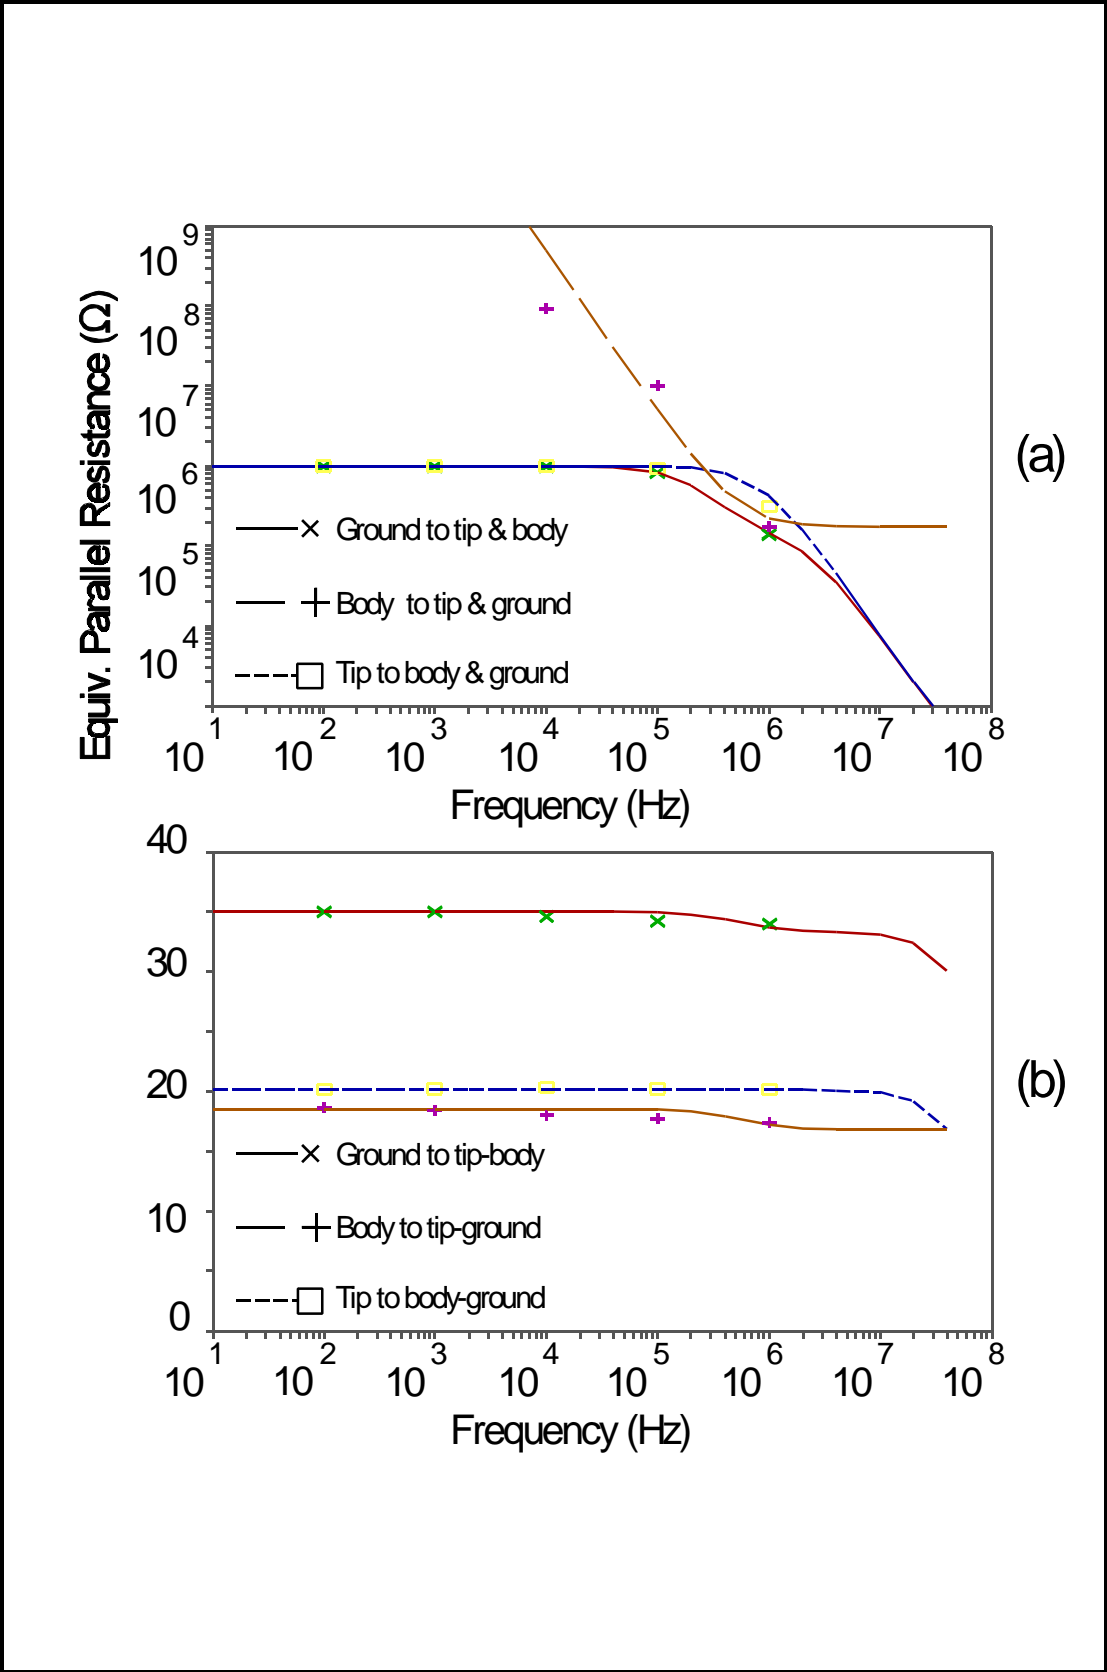 10^9
10^8
10^7
10^6
10^5
10^4
Equiv. Parallel Resistance (Ω)
(a)
Ground to tip & body
Body to tip & ground
Tip to body & ground
10^1 10^2 10^3 10^4 10^5 10^6 10^7 10^8
Frequency (Hz)
40
30
20
10
0
(b)
Ground to tip-body
Body to tip-ground
Tip to body-ground
10^1 10^2 10^3 10^4 10^5 10^6 10^7 10^8
Frequency (Hz)